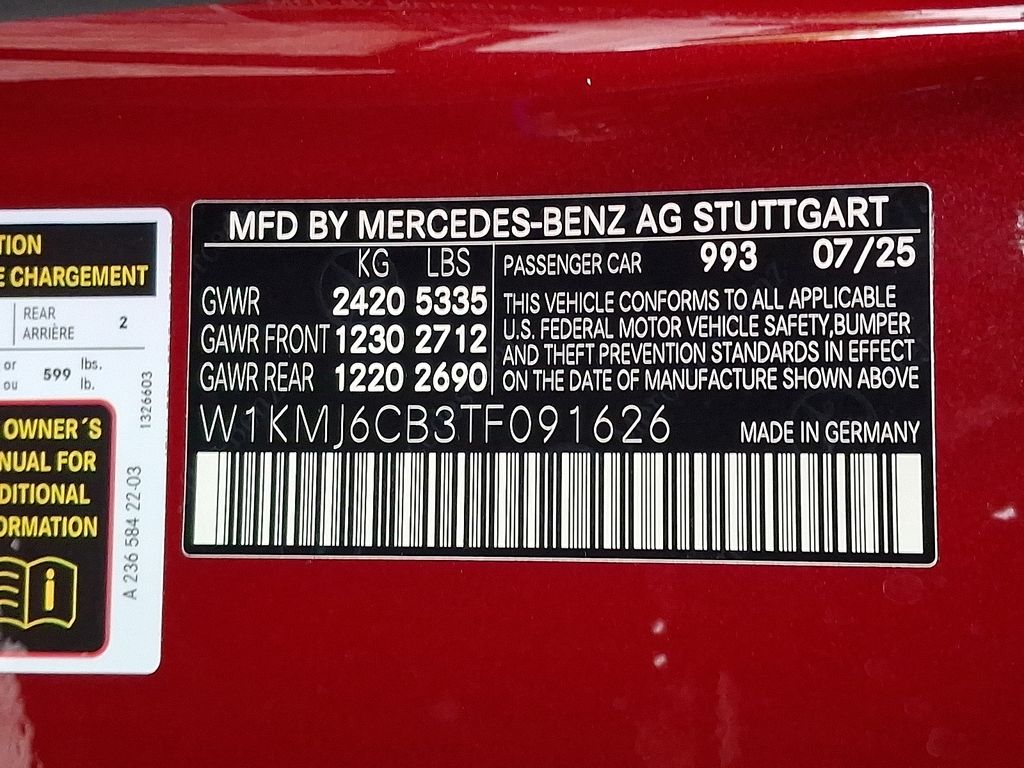 TION
E CHARGEMENT
REAR
ARRIÈRE
2
or
ou
599
lbs.
lb.
1326603
OWNER´S
NUAL FOR
DITIONAL
ORMATION
i
A 236 584 22-03
MFD BY MERCEDES-BENZ AG STUTTGART
KG LBS
GVWR 2420 5335
GAWR FRONT 1230 2712
GAWR REAR 1220 2690
PASSENGER CAR 993 07/25
THIS VEHICLE CONFORMS TO ALL APPLICABLE
U.S. FEDERAL MOTOR VEHICLE SAFETY,BUMPER
AND THEFT PREVENTION STANDARDS IN EFFECT
ON THE DATE OF MANUFACTURE SHOWN ABOVE
W1KMJ6CB3TF091626
MADE IN GERMANY